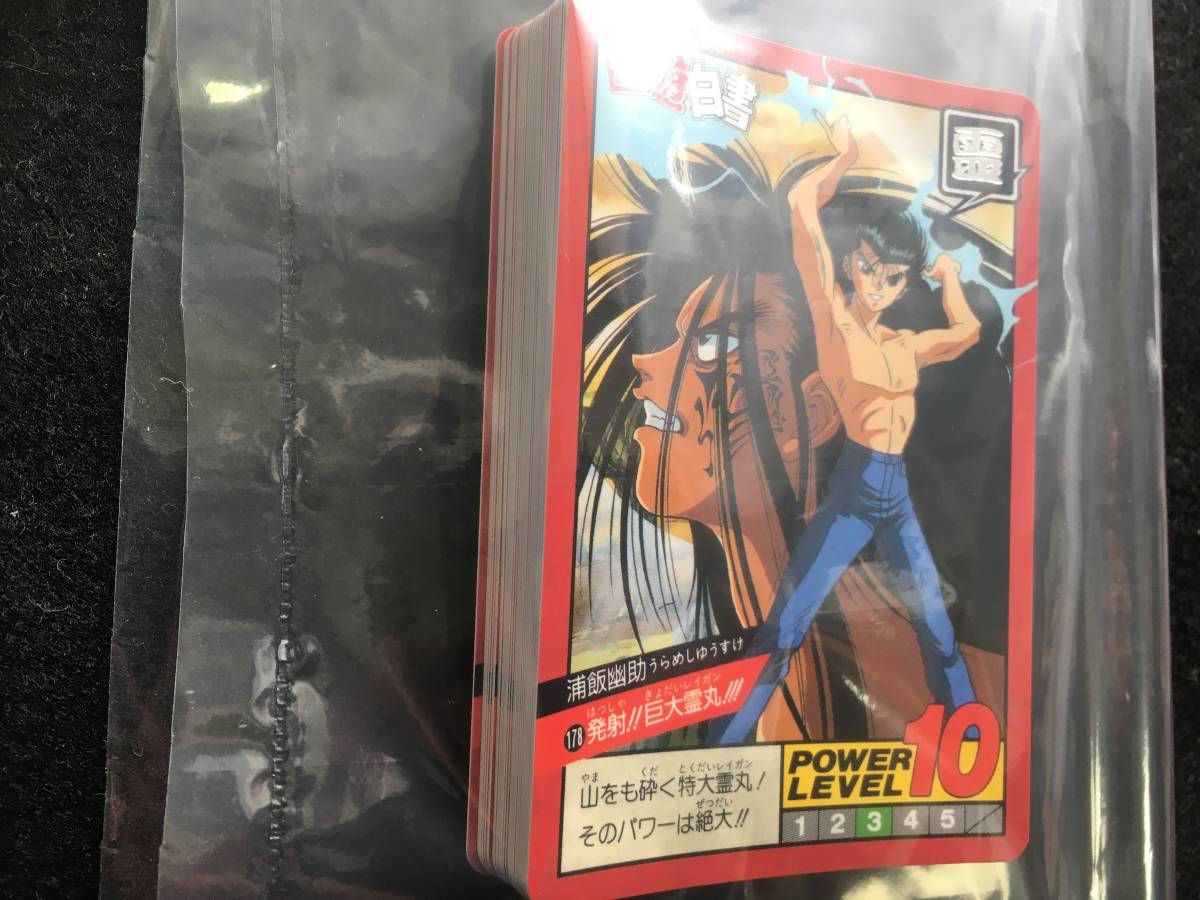 白書
浦飯幽助 うらめしゆうすけ
はっしゃ きょだいレイガン
178 発射!! 巨大霊丸!!!
やま くだ とくだいレイガン
山をも砕く特大霊丸!
ぜつだい
そのパワーは絶大!!
POWER LEVEL 10
1 2 3 4 5